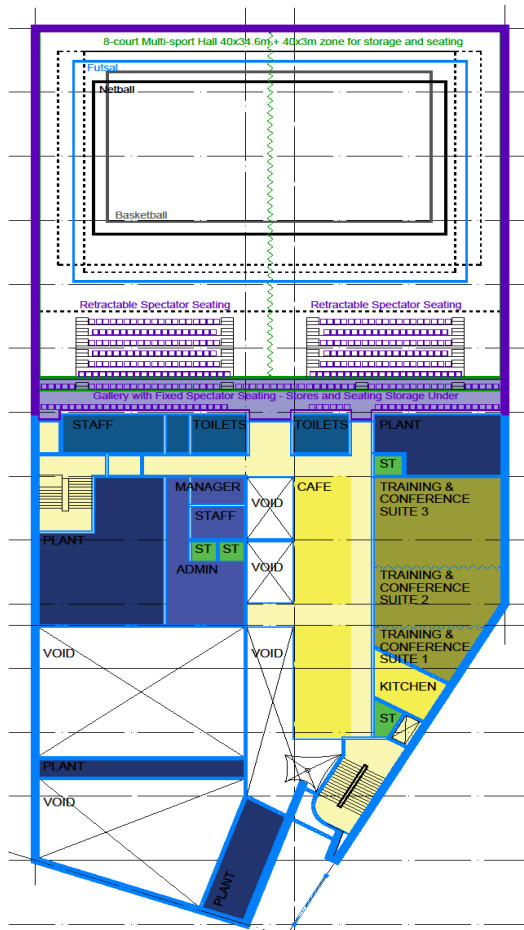 8-court Multi-sport Hall 40x34.6m + 40x3m zone for storage and seating
Futsal
Netball
Basketball
Retractable Spectator Seating
Retractable Spectator Seating
Gallery with Fixed Spectator Seating - Stores and Seating Storage Under
STAFF
TOILETS
TOILETS
PLANT
ST
MANAGER
CAFE
TRAINING &
CONFERENCE
SUITE 3
VOID
STAFF
PLANT
ST
ST
VOID
ADMIN
TRAINING &
CONFERENCE
SUITE 2
TRAINING &
CONFERENCE
SUITE 1
VOID
VOID
KITCHEN
ST
PLANT
VOID
PLANT